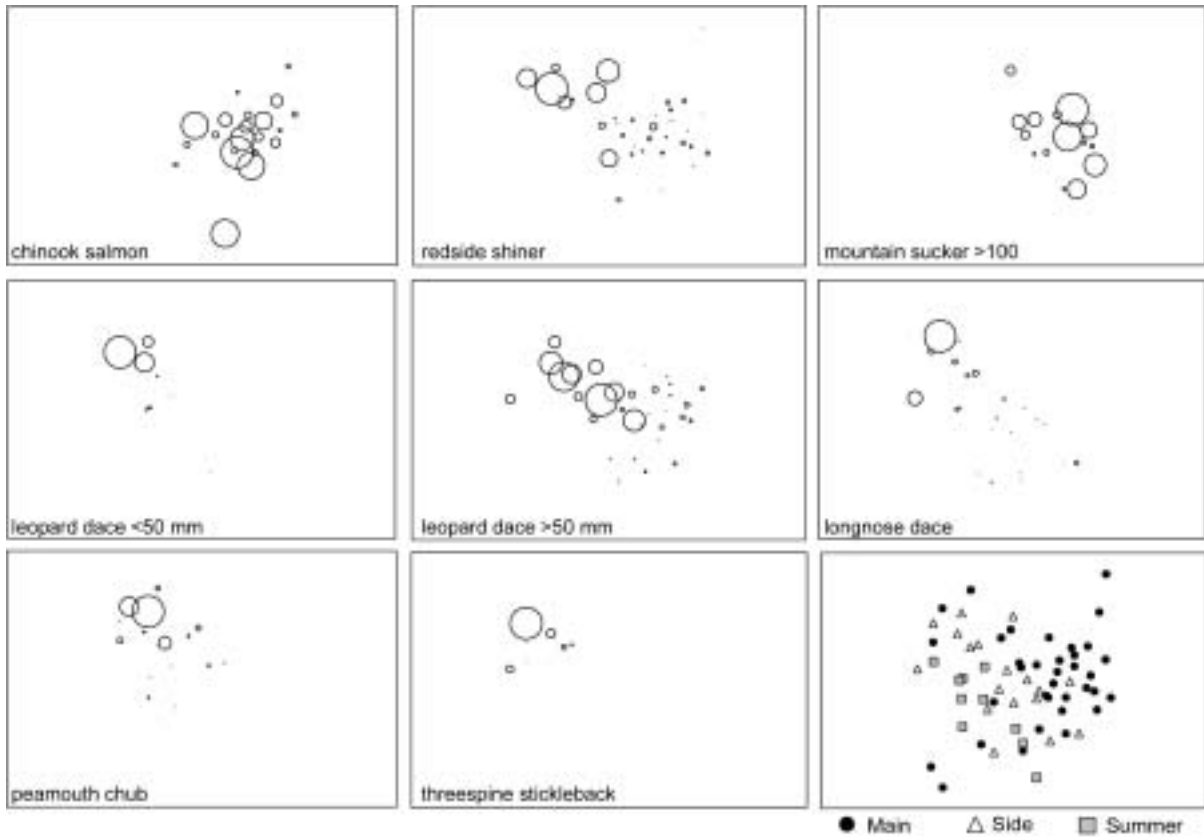 chinook salmon
redside shiner
mountain sucker >100
leopard dace <50 mm
leopard dace >50 mm
longnose dace
peamouth chub
threespine stickleback
Main Side Summer